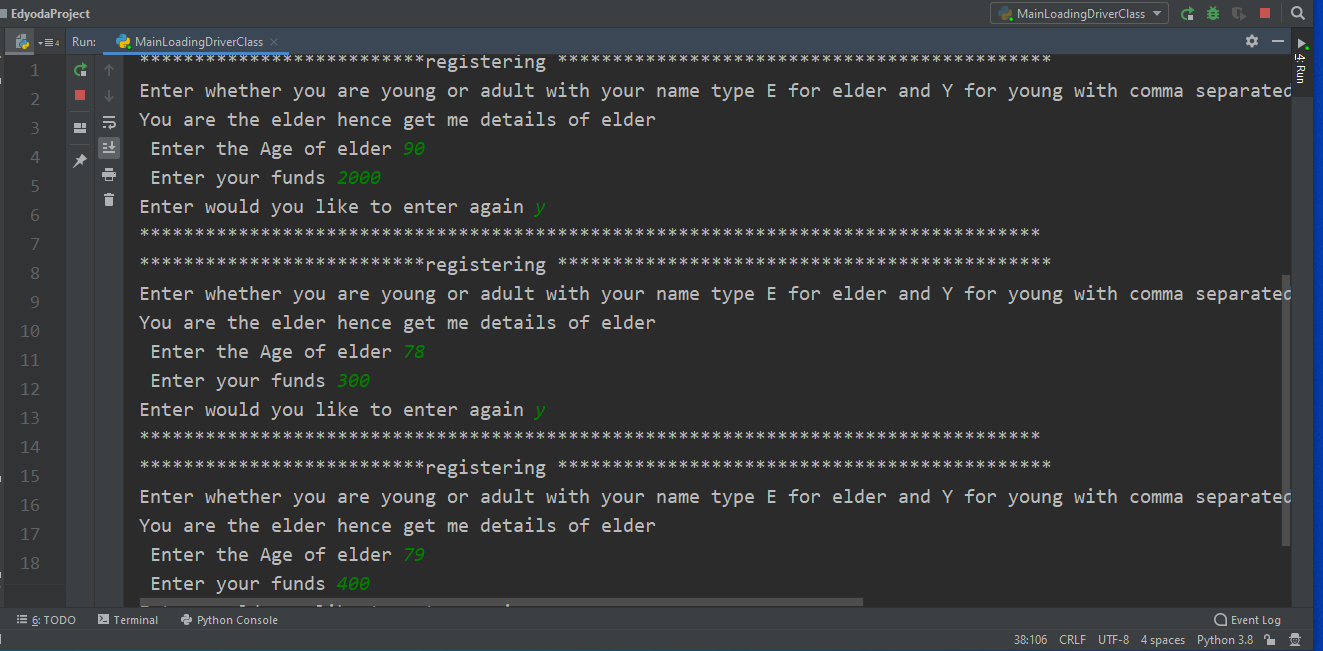 EdyodaProject
MainLoadingDriverClass
Run: MainLoadingDriverClass
4: Run
1
2
3
4
5
6
7
8
9
10
11
12
13
14
15
16
17
18
**************************registering *********************************************
Enter whether you are young or adult with your name type E for elder and Y for young with comma separated
You are the elder hence get me details of elder
Enter the Age of elder 90
Enter your funds 2000
Enter would you like to enter again y
**********************************************************************************
**************************registering *********************************************
Enter whether you are young or adult with your name type E for elder and Y for young with comma separated
You are the elder hence get me details of elder
Enter the Age of elder 78
Enter your funds 300
Enter would you like to enter again y
**********************************************************************************
**************************registering *********************************************
Enter whether you are young or adult with your name type E for elder and Y for young with comma separated
You are the elder hence get me details of elder
Enter the Age of elder 79
Enter your funds 400
6: TODO Terminal Python Console Event Log
38:106 CRLF UTF-8 4 spaces Python 3.8